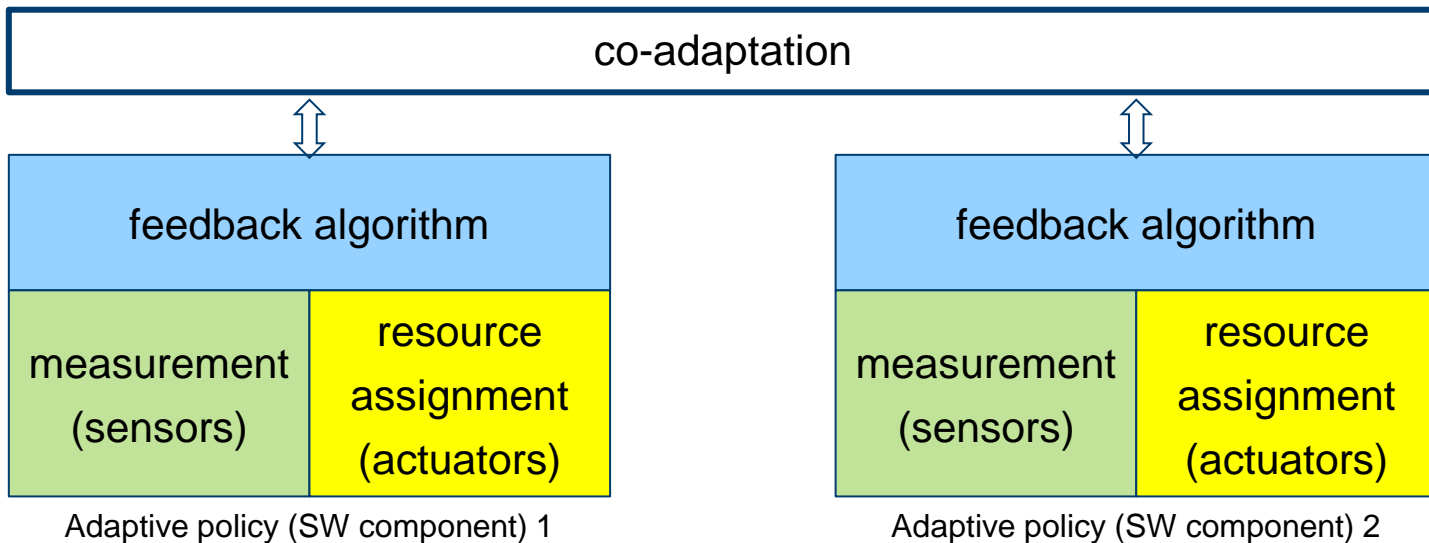 co-adaptation
feedback algorithm
feedback algorithm
measurement
(sensors)
resource
assignment
(actuators)
measurement
(sensors)
resource
assignment
(actuators)
Adaptive policy (SW component) 1
Adaptive policy (SW component) 2